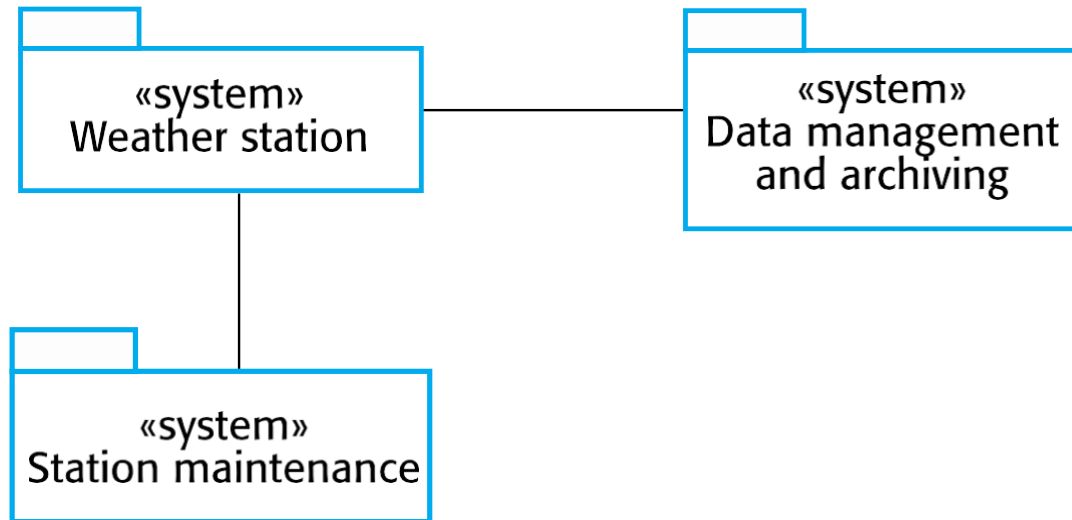 «system»
Weather station
«system»
Data management
and archiving
«system»
Station maintenance